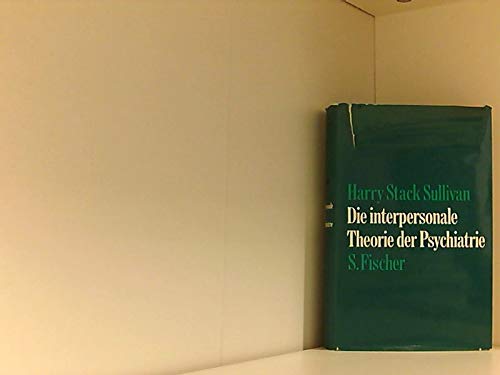 Harry Stack Sullivan
Die interpersonale
Theorie der Psychiatrie
S. Fischer